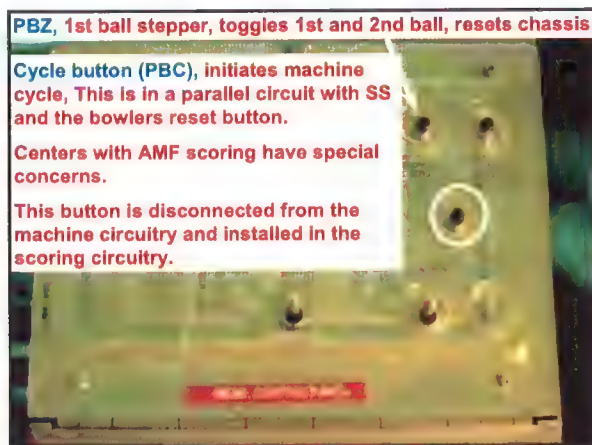 PBZ, 1st ball stepper, toggles 1st and 2nd ball, resets chassis
Cycle button (PBC), initiates machine
cycle, This is in a parallel circuit with SS
and the bowlers reset button.
Centers with AMF scoring have special
concerns.
This button is disconnected from the
machine circuitry and installed in the
scoring circuitry.